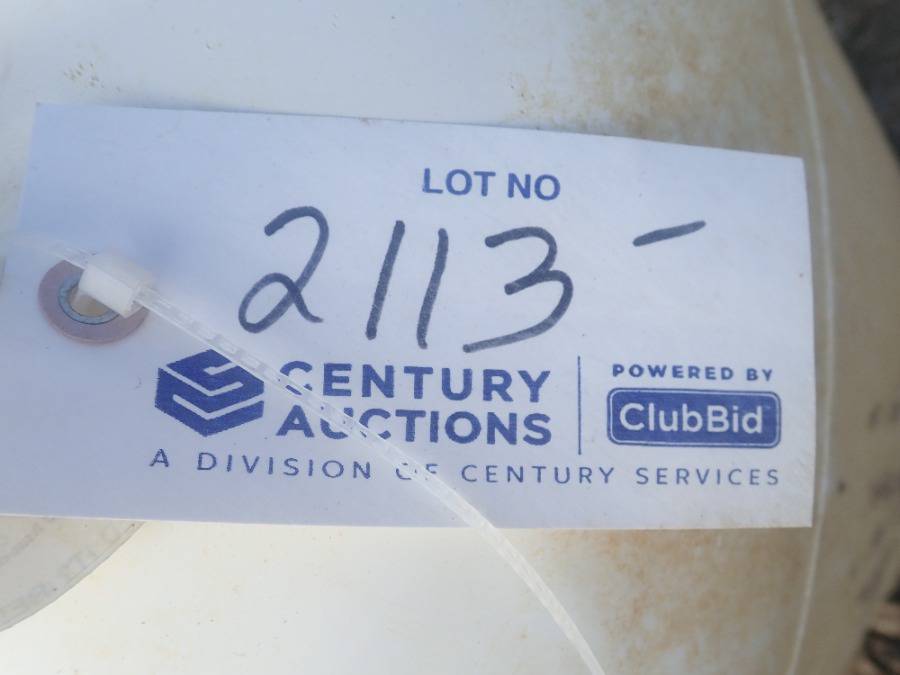 LOT NO
2113 -
CENTURY
AUCTIONS
A DIVISION OF CENTURY SERVICES
POWERED BY
ClubBid